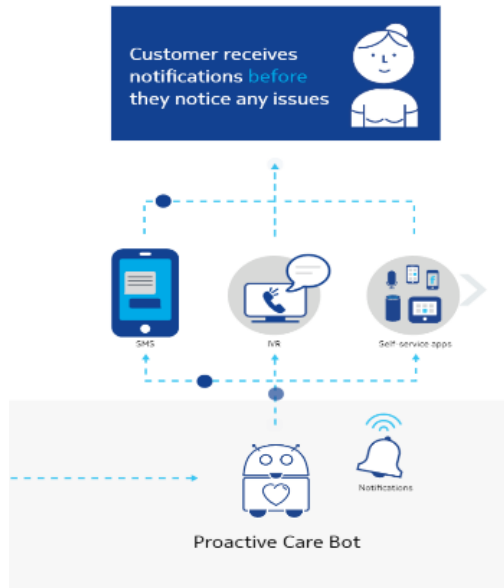 Customer receives
notifications before
they notice any issues
SMS
IVR
Self-service apps
Notifications
Proactive Care Bot